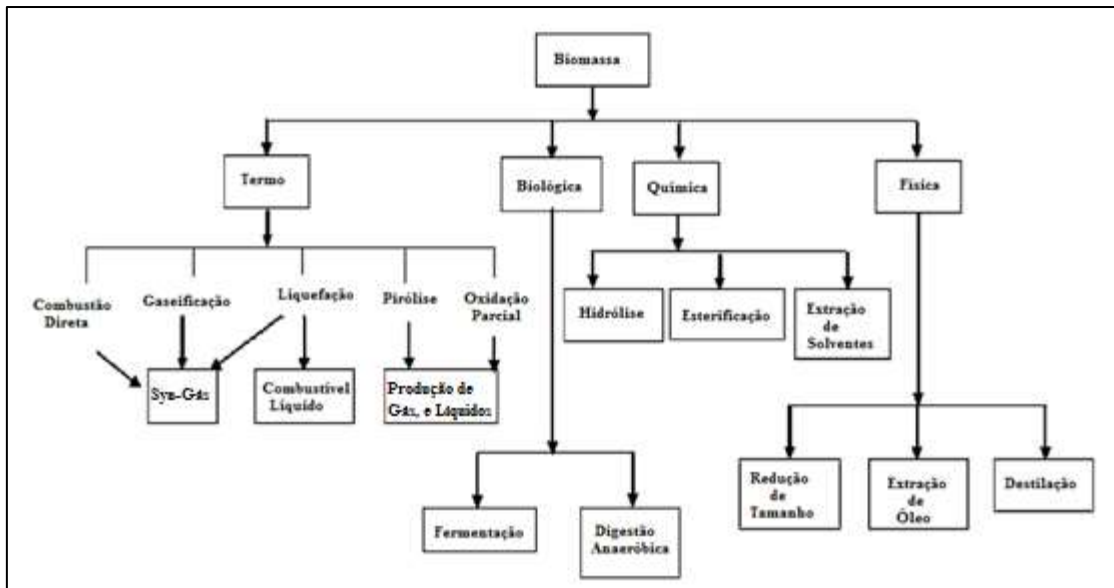 Biomassa
Termo
Biológica
Química
Física
Combustão
Direta
Gaseificação
Liquefação
Pirólise
Oxidação
Parcial
Syn-Gás
Combustível
Líquido
Produção de
Gás, e Líquidos
Hidrólise
Esterificação
Extração
de
Solventes
Fermentação
Digestão
Anaeróbica
Redução
de
Tamanho
Extração
de
Óleo
Destilação